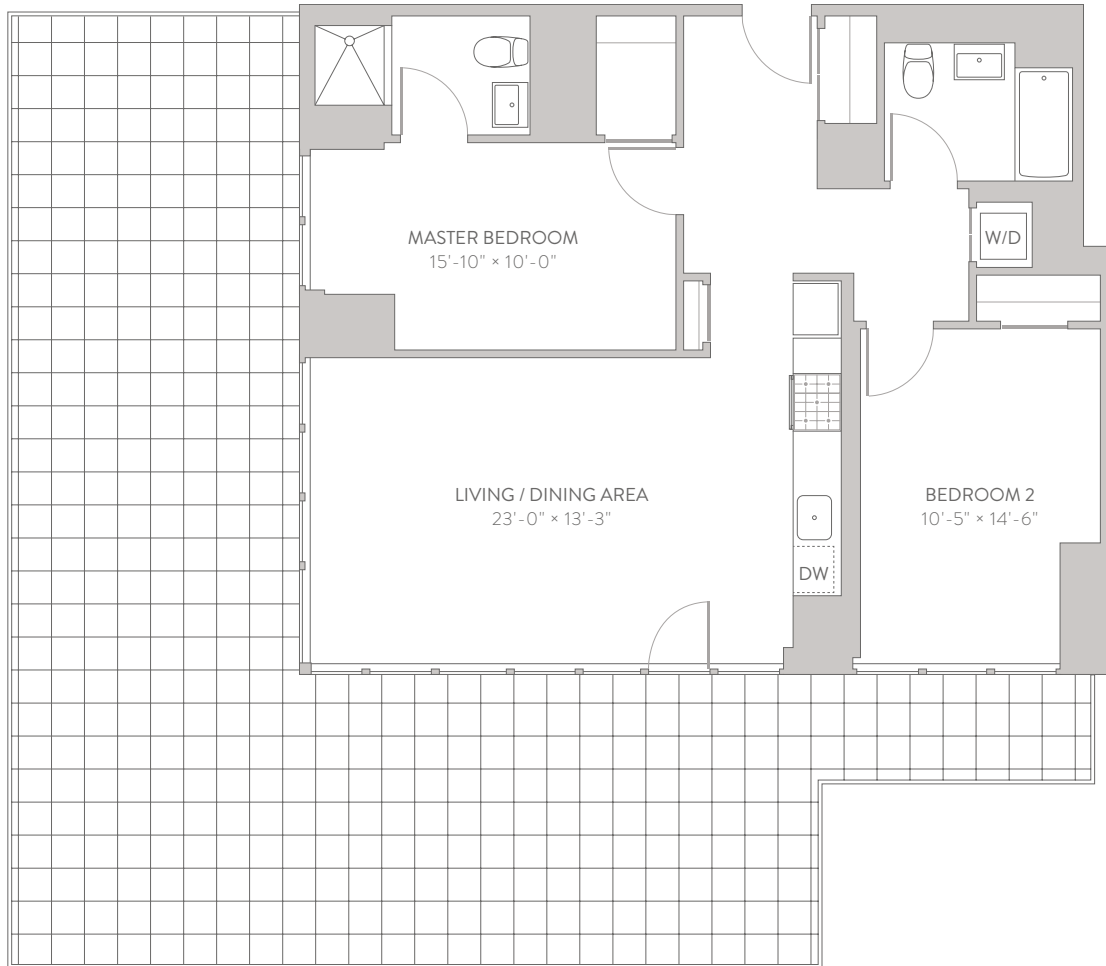 MASTER BEDROOM
15'-10" × 10'-0"
W/D
LIVING / DINING AREA
23'-0" × 13'-3"
BEDROOM 2
10'-5" × 14'-6"
DW